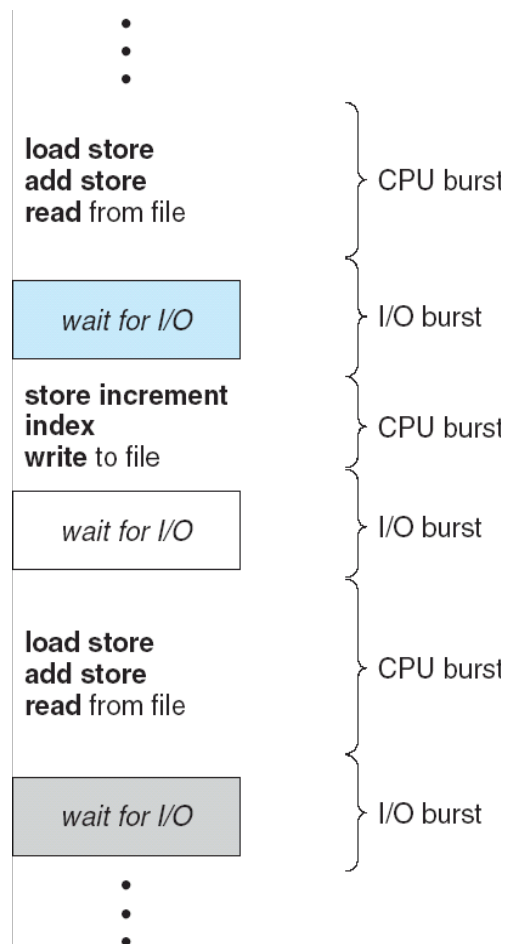 load store
add store
read from file
CPU burst
wait for I/O
I/O burst
store increment
index
write to file
CPU burst
wait for I/O
I/O burst
load store
add store
read from file
CPU burst
wait for I/O
I/O burst